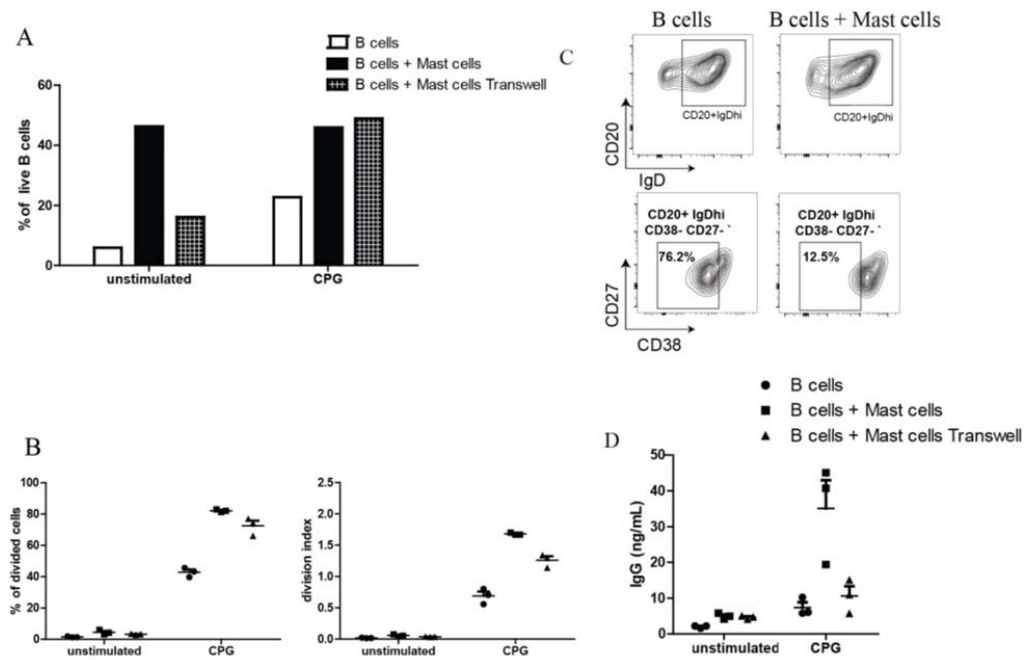 A
B cells
B cells + Mast cells
B cells + Mast cells Transwell
% of live B cells
60
40
20
0
unstimulated
CPG
C
B cells
B cells + Mast cells
CD20+IgDhi
CD20+IgDhi
CD20
IgD
CD20+ IgDhi
CD38- CD27- `
76.2%
CD20+ IgDhi
CD38- CD27- `
12.5%
CD27
CD38
B
% of divided cells
100
80
60
40
20
0
unstimulated
CPG
division index
2.5
2.0
1.5
1.0
0.5
0.0
unstimulated
CPG
B cells
B cells + Mast cells
B cells + Mast cells Transwell
D
IgG (ng/mL)
50
40
30
20
10
0
unstimulated
CPG